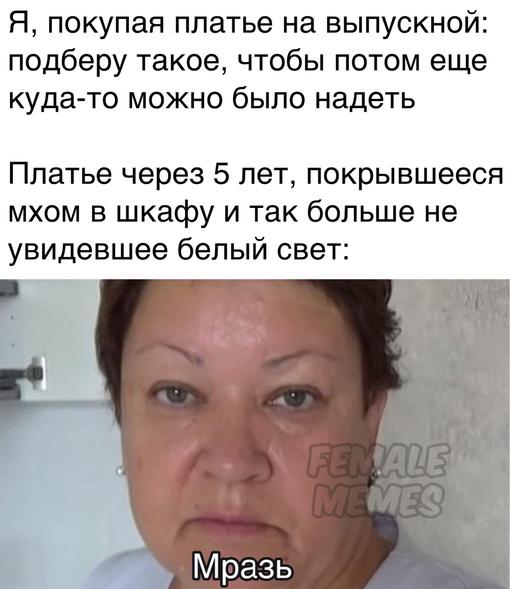 Я, покупая платье на выпускной:
подберу такое, чтобы потом еще
куда-то можно было надеть
Платье через 5 лет, покрывшееся
мхом в шкафу и так больше не
увидевшее белый свет:
FEMALE
MEMES
Мразь